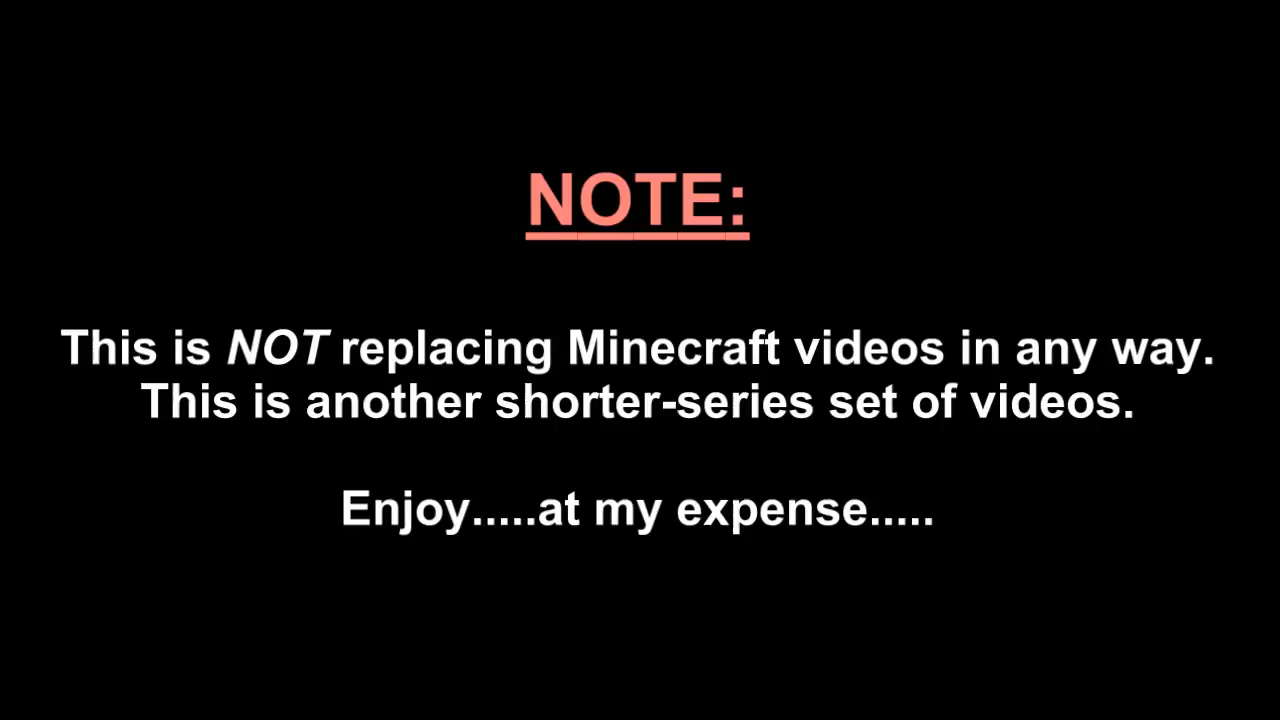 NOTE:
This is NOT replacing Minecraft videos in any way.
This is another shorter-series set of videos.
Enjoy.....at my expense.....